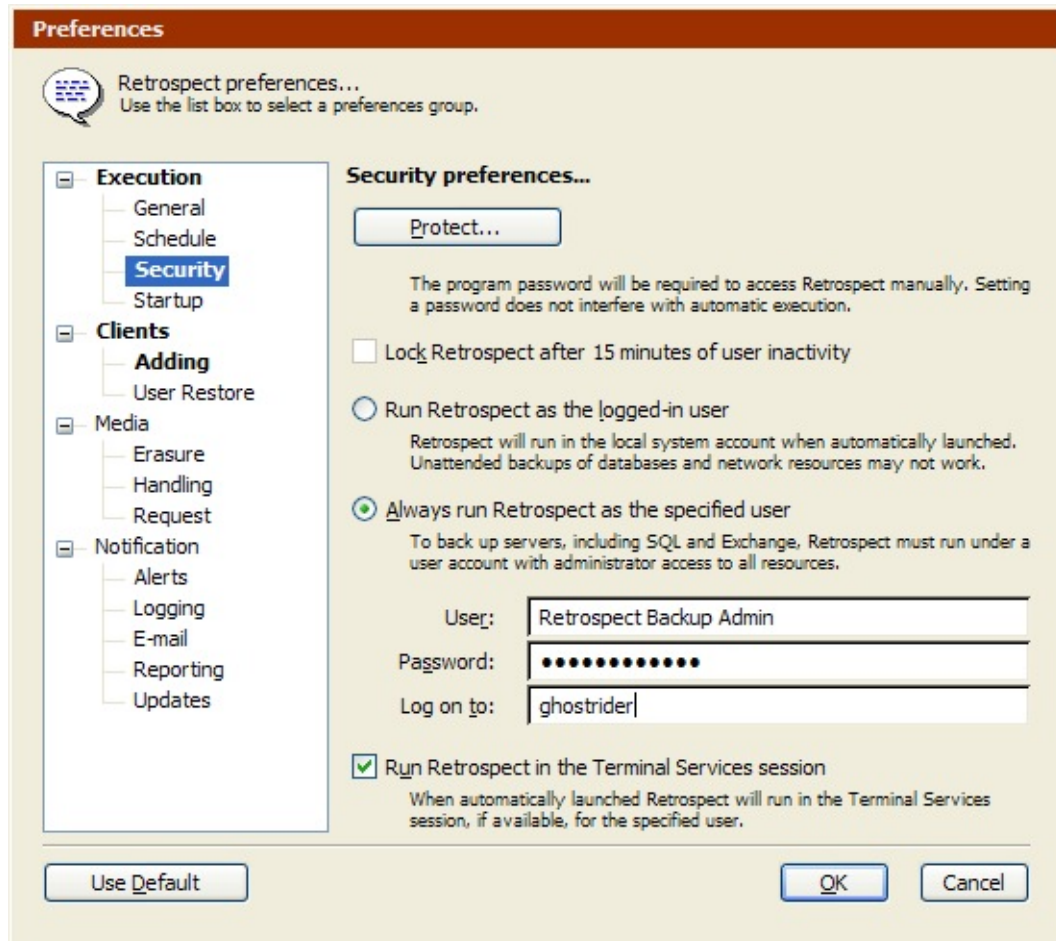 Preferences
Retrospect preferences...
Use the list box to select a preferences group.
Execution
General
Schedule
Security
Startup
Clients
Adding
User Restore
Media
Erasure
Handling
Request
Notification
Alerts
Logging
E-mail
Reporting
Updates
Security preferences...
Protect...
The program password will be required to access Retrospect manually. Setting
a password does not interfere with automatic execution.
Lock Retrospect after 15 minutes of user inactivity
Run Retrospect as the logged-in user
Retrospect will run in the local system account when automatically launched.
Unattended backups of databases and network resources may not work.
Always run Retrospect as the specified user
To back up servers, including SQL and Exchange, Retrospect must run under a
user account with administrator access to all resources.
User: Retrospect Backup Admin
Password: ●●●●●●●●●●●●
Log on to: ghostrider
Run Retrospect in the Terminal Services session
When automatically launched Retrospect will run in the Terminal Services
session, if available, for the specified user.
Use Default
OK
Cancel